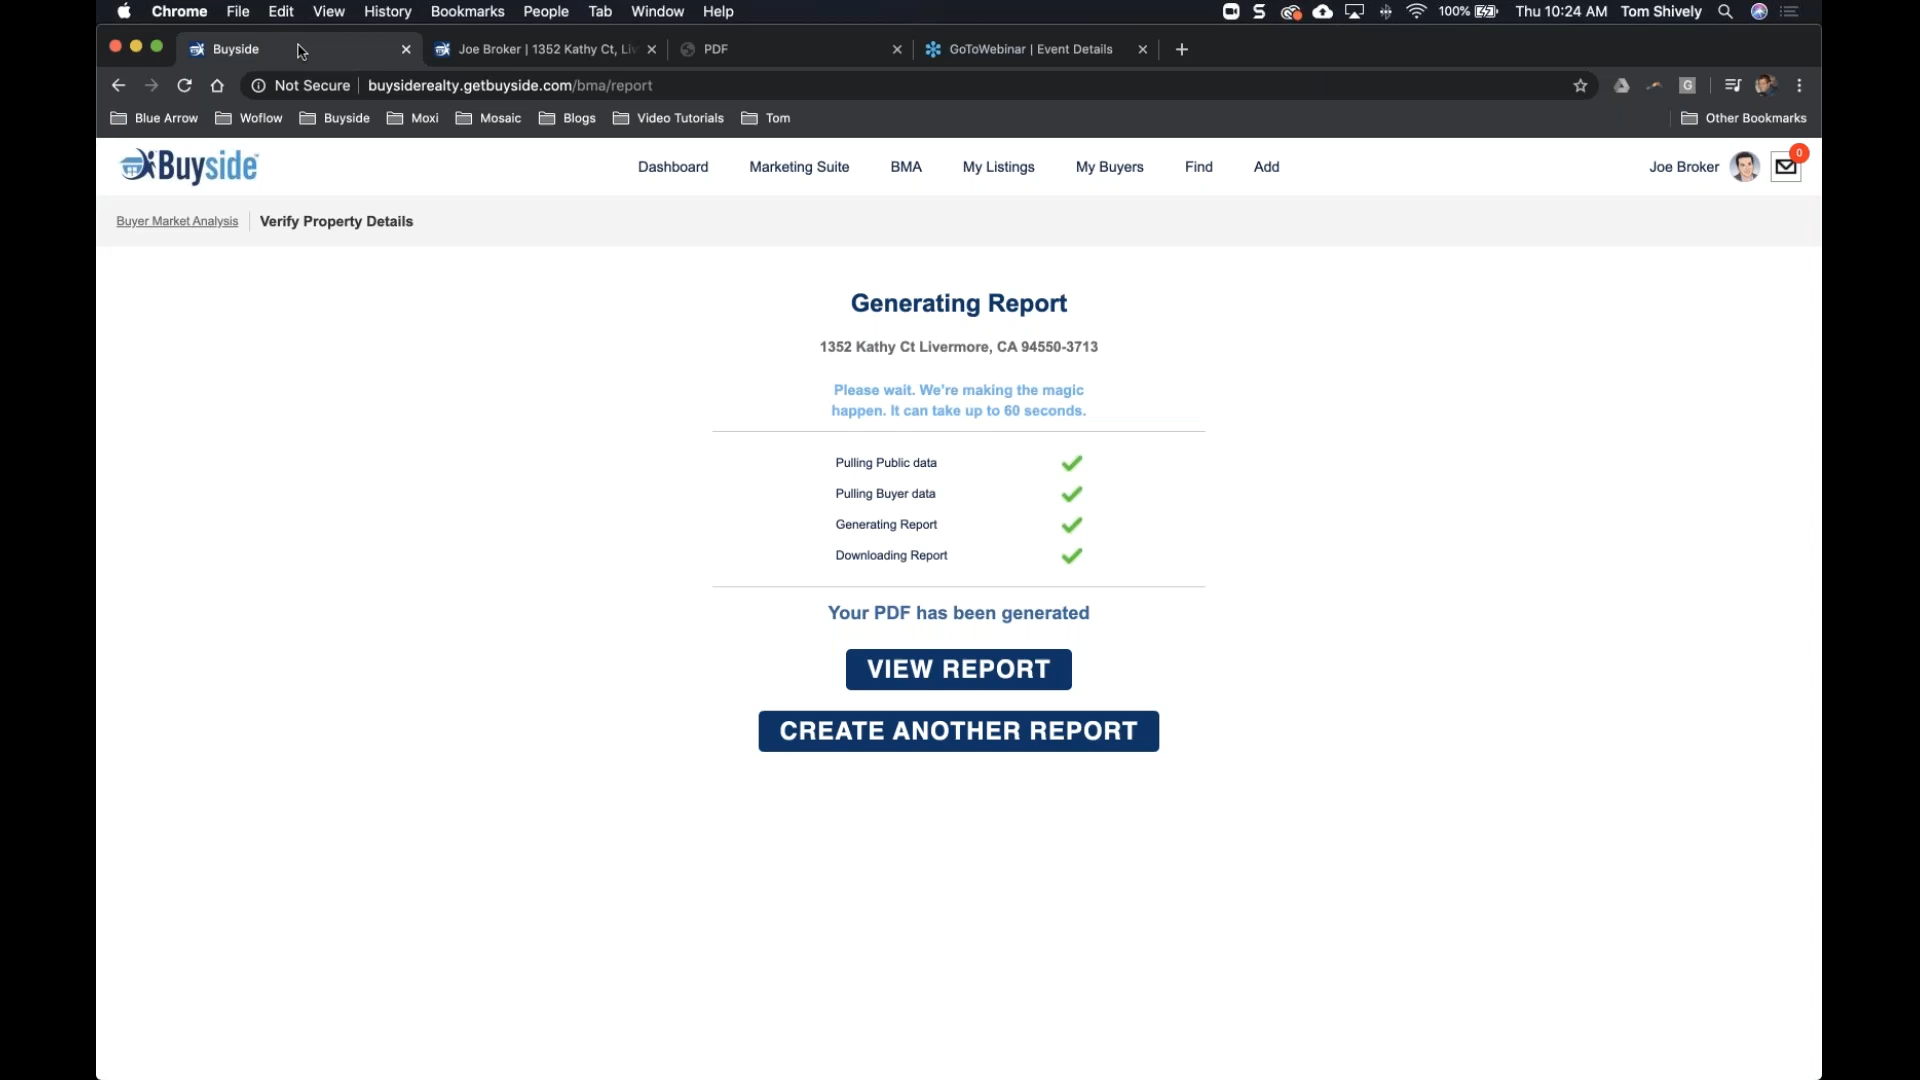 Chrome File Edit View History Bookmarks People Tab Window Help 100% Thu 10:24 AM Tom Shively
Buyside Joe Broker | 1352 Kathy Ct, Liv PDF GoToWebinar | Event Details
Not Secure buysiderealty.getbuyside.com/bma/report
Blue Arrow Woflow Buyside Moxi Mosaic Blogs Video Tutorials Tom Other Bookmarks
Buyside Dashboard Marketing Suite BMA My Listings My Buyers Find Add Joe Broker 0
Buyer Market Analysis Verify Property Details
Generating Report
1352 Kathy Ct Livermore, CA 94550-3713
Please wait. We're making the magic
happen. It can take up to 60 seconds.
Pulling Public data
Pulling Buyer data
Generating Report
Downloading Report
Your PDF has been generated
VIEW REPORT
CREATE ANOTHER REPORT